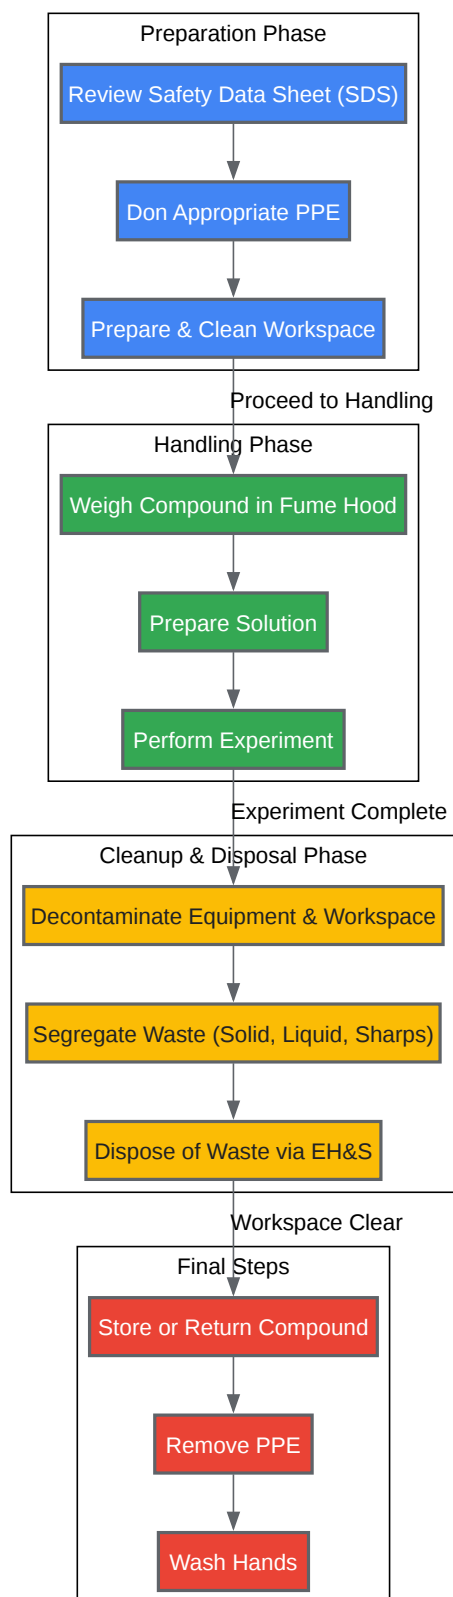 Preparation Phase
Review Safety Data Sheet (SDS)
Don Appropriate PPE
Prepare & Clean Workspace
Proceed to Handling
Handling Phase
Weigh Compound in Fume Hood
Prepare Solution
Perform Experiment
Experiment Complete
Cleanup & Disposal Phase
Decontaminate Equipment & Workspace
Segregate Waste (Solid, Liquid, Sharps)
Dispose of Waste via EH&S
Workspace Clear
Final Steps
Store or Return Compound
Remove PPE
Wash Hands